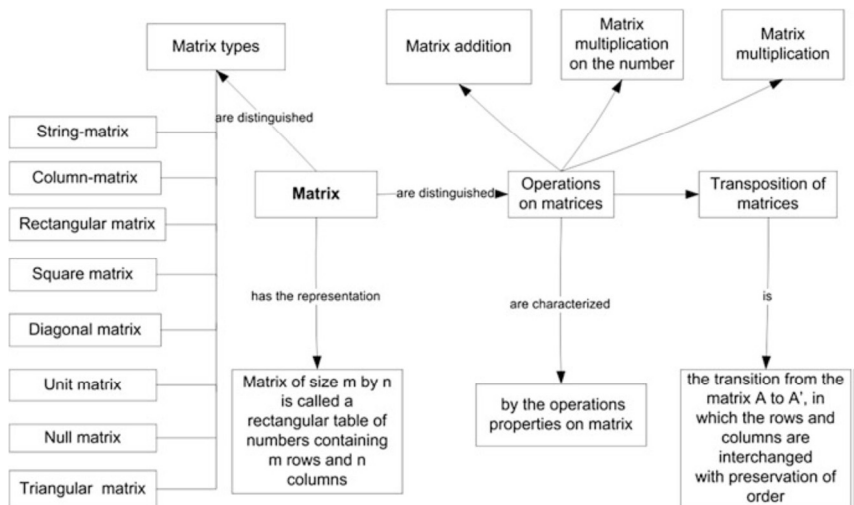 Matrix types
Matrix addition
Matrix
multiplication
on the number
Matrix
multiplication
are distinguished
String-matrix
Column-matrix
Rectangular matrix
Square matrix
Diagonal matrix
Unit matrix
Null matrix
Triangular matrix
Matrix
are distinguished
Operations
on matrices
Transposition of
matrices
has the representation
are characterized
is
Matrix of size m by n
is called a
rectangular table of
numbers containing
m rows and n
columns
by the operations
properties on matrix
the transition from the
matrix A to A', in
which the rows and
columns are
interchanged
with preservation of
order